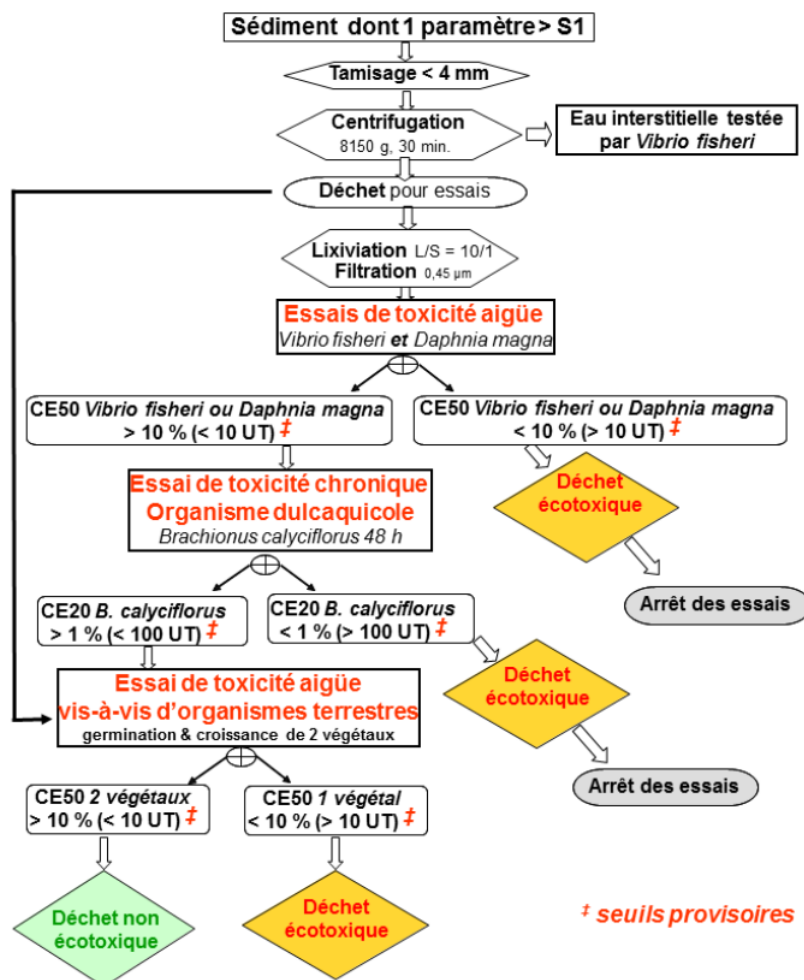 Sédiment dont 1 paramètre > S1
Tamisage < 4 mm
Centrifugation
8150 g, 30 min.
Eau interstitielle testée
par Vibrio fisheri
Déchet pour essais
Lixiviation L/S = 10/1
Filtration 0,45 µm
Essais de toxicité aigüe
Vibrio fisheri et Daphnia magna
CE50 Vibrio fisheri ou Daphnia magna
> 10 % (< 10 UT) ‡
CE50 Vibrio fisheri ou Daphnia magna
< 10% (> 10 UT) ‡
Essai de toxicité chronique
Organisme dulcaquicole
Brachionus calyciflorus 48 h
Déchet
écotoxique
Arrêt des essais
CE20 B. calyciflorus
> 1 % (< 100 UT) ‡
CE20 B. calyciflorus
< 1 % (> 100 UT) ‡
Essai de toxicité aigüe
vis-à-vis d'organismes terrestres
germination & croissance de 2 végétaux
Déchet
écotoxique
Arrêt des essais
CE50 2 végétaux
> 10 % (< 10 UT) ‡
CE50 1 végétal
< 10 % (> 10 UT) ‡
Déchet non
écotoxique
Déchet
écotoxique
‡ seuils provisoires